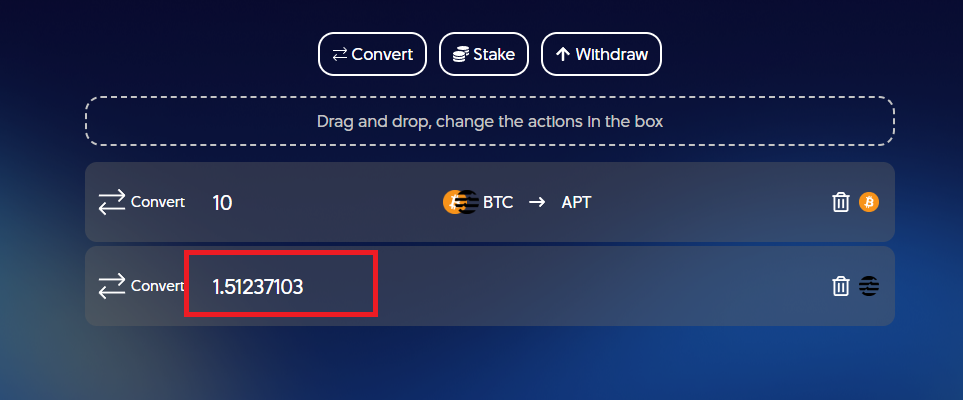 Convert Stake Withdraw
Drag and drop, change the actions in the box
Convert 10 BTC → APT
Convert 1.51237103